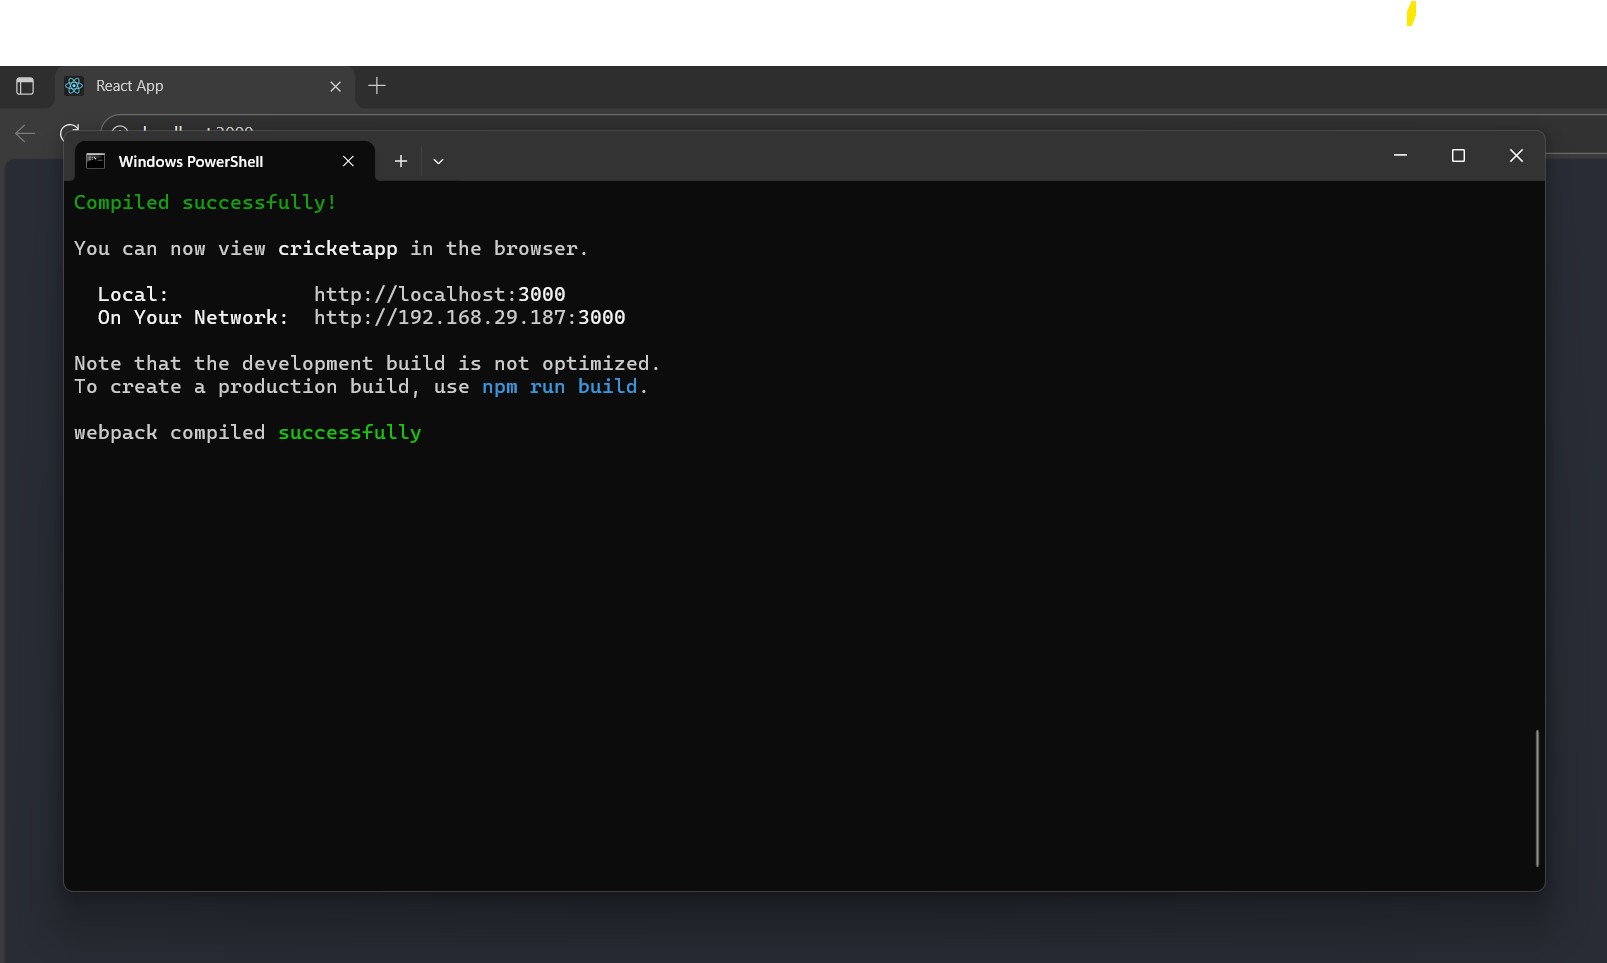 React App
localhost:3000
Windows PowerShell
Compiled successfully!
You can now view cricketapp in the browser.
Local: http://localhost:3000
On Your Network: http://192.168.29.187:3000
Note that the development build is not optimized.
To create a production build, use npm run build.
webpack compiled successfully